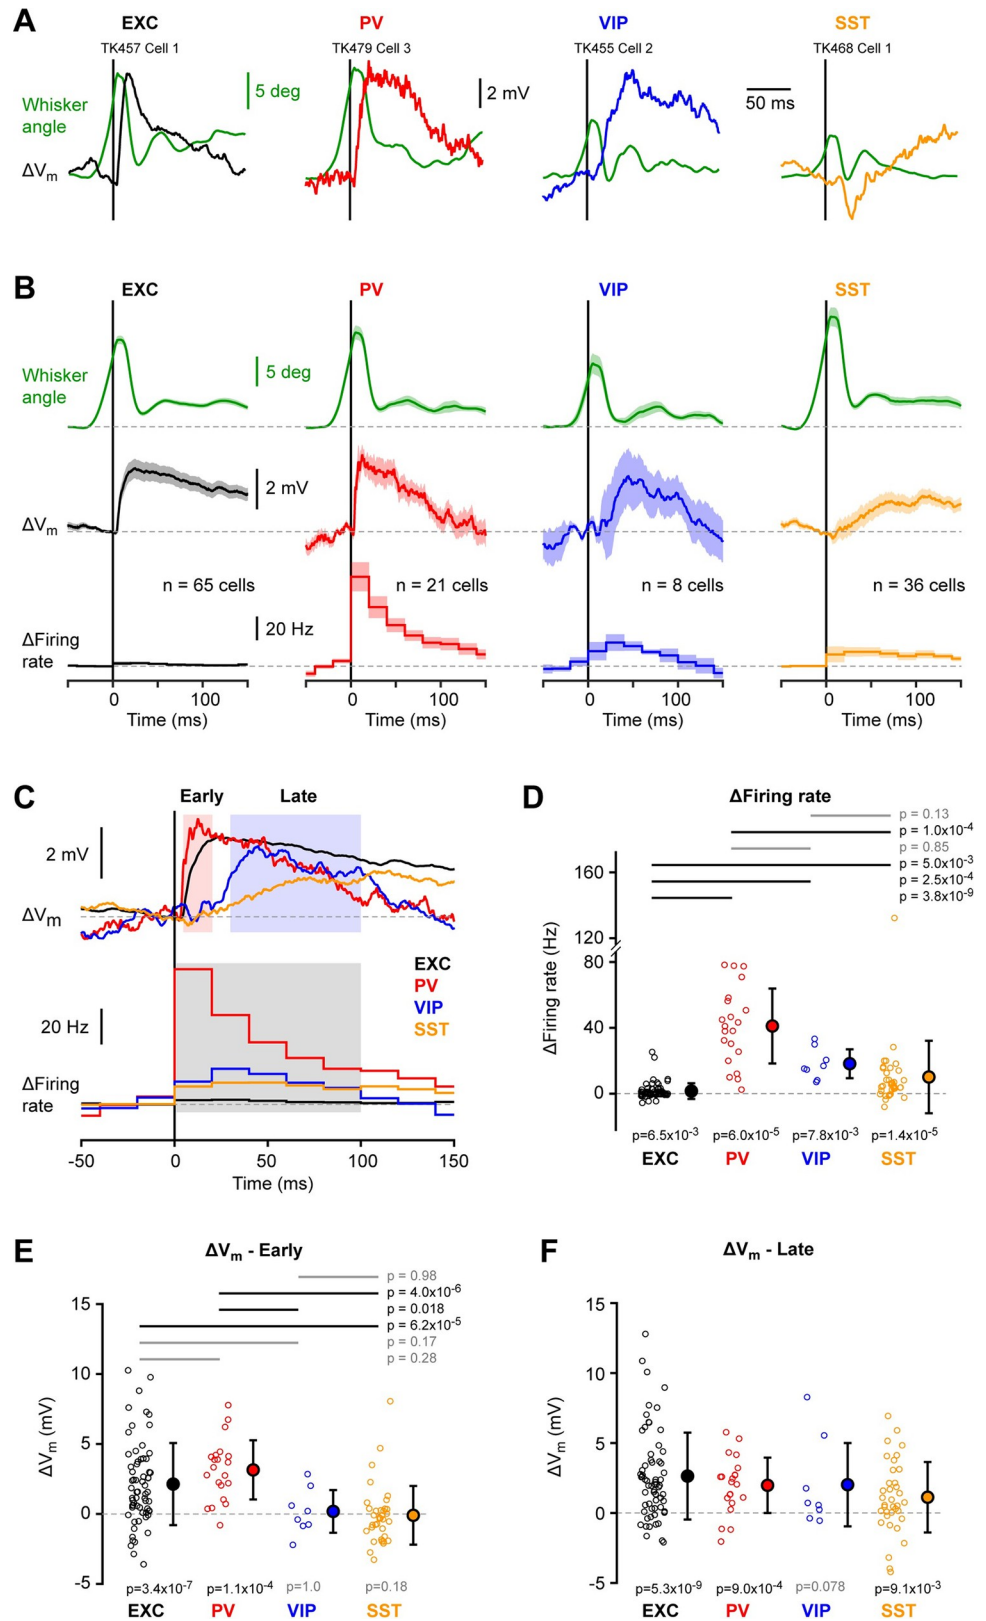 A
EXC PV VIP SST
TK457 Cell 1 TK479 Cell 3 TK455 Cell 2 TK468 Cell 1
Whisker
angle
5 deg
2 mV
50 ms
ΔVm
B
EXC PV VIP SST
Whisker
angle
5 deg
ΔVm
2 mV
n = 65 cells n = 21 cells n = 8 cells n = 36 cells
ΔFiring
rate
20 Hz
0 100 0 100 0 100 0 100
Time (ms) Time (ms) Time (ms) Time (ms)
C
Early Late
2 mV
ΔVm
EXC
PV
VIP
SST
20 Hz
ΔFiring
rate
-50 0 50 100 150
Time (ms)
D
ΔFiring rate
p = 0.13
p = 1.0x10-4
p = 0.85
p = 5.0x10-3
p = 2.5x10-4
p = 3.8x10-9
160
120
80
40
0
ΔFiring rate (Hz)
p=6.5x10-3 p=6.0x10-5 p=7.8x10-3 p=1.4x10-5
EXC PV VIP SST
E
ΔVm - Early
p = 0.98
p = 4.0x10-6
p = 0.018
p = 6.2x10-5
p = 0.17
p = 0.28
15
10
5
0
-5
ΔVm (mV)
p=3.4x10-7 p=1.1x10-4 p=1.0 p=0.18
EXC PV VIP SST
F
ΔVm - Late
15
10
5
0
-5
ΔVm (mV)
p=5.3x10-9 p=9.0x10-4 p=0.078 p=9.1x10-3
EXC PV VIP SST